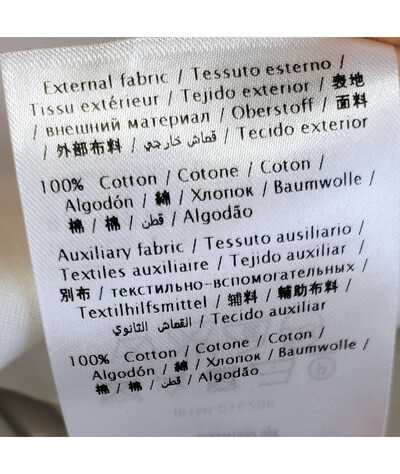 External fabric / Tessuto esterno /
Tissu extérieur / Tejido exterior / 表地
/ внешний материал / Oberstoff / 面料
/ 外部布料 / قماش خارجي / Tecido exterior
100% Cotton / Cotone / Coton /
Algodón / 綿 / Хлопок / Baumwolle /
棉 / 棉 / قطن / Algodão
Auxiliary fabric / Tessuto ausiliario /
Textiles auxiliaire / Tejido auxiliar /
別布 / текстильно-вспомогательных /
Textilhilfsmittel / 辅料 / 輔助布料 /
القماش الثانوي / Tecido auxiliar
100% Cotton / Cotone / Coton /
Algodón / 綿 / Хлопок / Baumwolle /
棉 / 棉 / قطن / Algodão